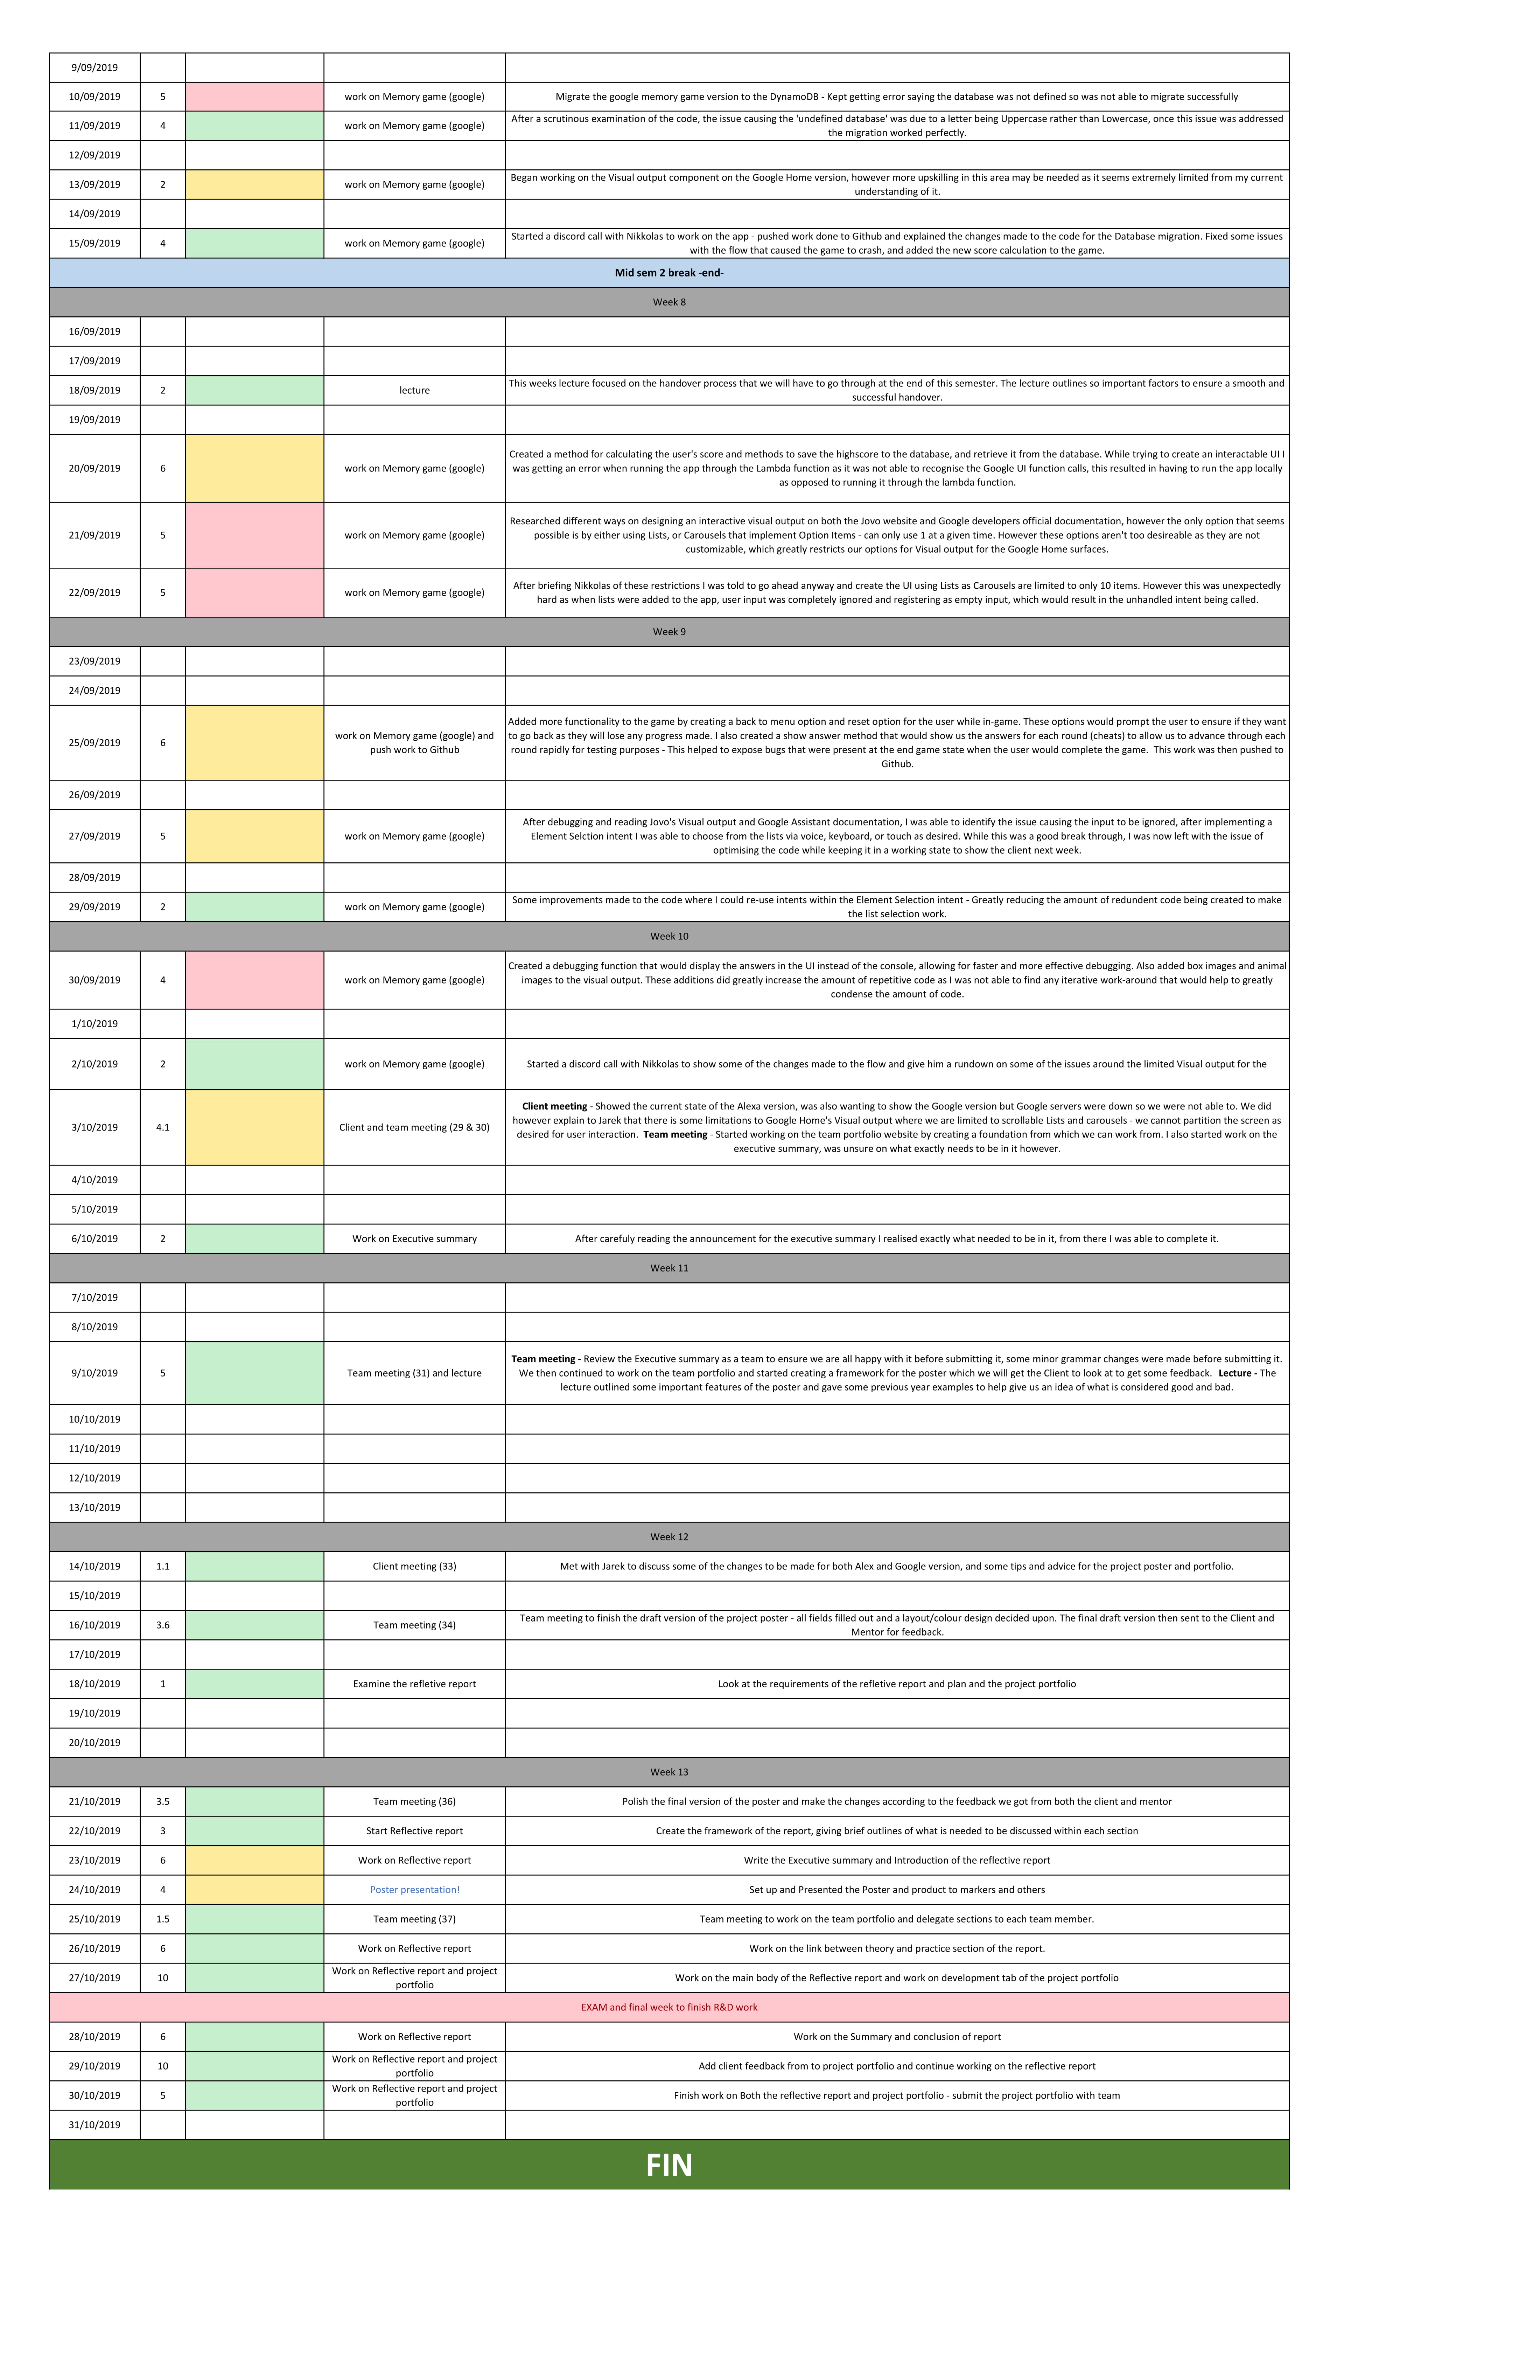 9/09/2019
10/09/2019 5 work on Memory game (google) Migrate the google memory game version to the DynamoDB - Kept getting error saying the database was not defined so was not able to migrate successfully
11/09/2019 4 work on Memory game (google) After a scrutinous examination of the code, the issue causing the 'undefined database' was due to a letter being Uppercase rather than Lowercase, once this issue was addressed
the migration worked perfectly.
12/09/2019
13/09/2019 2 work on Memory game (google) Began working on the Visual output component on the Google Home version, however more upskilling in this area may be needed as it seems extremely limited from my current
understanding of it.
14/09/2019
15/09/2019 4 work on Memory game (google) Started a discord call with Nikkolas to work on the app - pushed work done to Github and explained the changes made to the code for the Database migration. Fixed some issues
with the flow that caused the game to crash, and added the new score calculation to the game.
Mid sem 2 break -end-
Week 8
16/09/2019
17/09/2019
18/09/2019 2 lecture This weeks lecture focused on the handover process that we will have to go through at the end of this semester. The lecture outlines so important factors to ensure a smooth and
successful handover.
19/09/2019
20/09/2019 6 work on Memory game (google) Created a method for calculating the user's score and methods to save the highscore to the database, and retrieve it from the database. While trying to create an interactable UI I
was getting an error when running the app through the Lambda function as it was not able to recognise the Google UI function calls, this resulted in having to run the app locally
as opposed to running it through the lambda function.
21/09/2019 5 work on Memory game (google) Researched different ways on designing an interactive visual output on both the Jovo website and Google developers official documentation, however the only option that seems
possible is by either using Lists, or Carousels that implement Option Items - can only use 1 at a given time. However these options aren't too desireable as they are not
customizable, which greatly restricts our options for Visual output for the Google Home surfaces.
22/09/2019 5 work on Memory game (google) After briefing Nikkolas of these restrictions I was told to go ahead anyway and create the UI using Lists as Carousels are limited to only 10 items. However this was unexpectedly
hard as when lists were added to the app, user input was completely ignored and registering as empty input, which would result in the unhandled intent being called.
Week 9
23/09/2019
24/09/2019
25/09/2019 6 work on Memory game (google) and
push work to Github
Added more functionality to the game by creating a back to menu option and reset option for the user while in-game. These options would prompt the user to ensure if they want
to go back as they will lose any progress made. I also created a show answer method that would show us the answers for each round (cheats) to allow us to advance through each
round rapidly for testing purposes - This helped to expose bugs that were present at the end game state when the user would complete the game. This work was then pushed to
Github.
26/09/2019
27/09/2019 5 work on Memory game (google) After debugging and reading Jovo's Visual output and Google Assistant documentation, I was able to identify the issue causing the input to be ignored, after implementing a
Element Selction intent I was able to choose from the lists via voice, keyboard, or touch as desired. While this was a good break through, I was now left with the issue of
optimising the code while keeping it in a working state to show the client next week.
28/09/2019
29/09/2019 2 work on Memory game (google) Some improvements made to the code where I could re-use intents within the Element Selection intent - Greatly reducing the amount of redundent code being created to make
the list selection work.
Week 10
30/09/2019 4 work on Memory game (google) Created a debugging function that would display the answers in the UI instead of the console, allowing for faster and more effective debugging. Also added box images and animal
images to the visual output. These additions did greatly increase the amount of repetitive code as I was not able to find any iterative work-around that would help to greatly
condense the amount of code.
1/10/2019
2/10/2019 2 work on Memory game (google) Started a discord call with Nikkolas to show some of the changes made to the flow and give him a rundown on some of the issues around the limited Visual output for the
3/10/2019 4.1 Client and team meeting (29 & 30) Client meeting - Showed the current state of the Alexa version, was also wanting to show the Google version but Google servers were down so we were not able to. We did
however explain to Jarek that there is some limitations to Google Home's Visual output where we are limited to scrollable Lists and carousels - we cannot partition the screen as
desired for user interaction. Team meeting - Started working on the team portfolio website by creating a foundation from which we can work from. I also started work on the
executive summary, was unsure on what exactly needs to be in it however.
4/10/2019
5/10/2019
6/10/2019 2 Work on Executive summary After carefuly reading the announcement for the executive summary I realised exactly what needed to be in it, from there I was able to complete it.
Week 11
7/10/2019
8/10/2019
9/10/2019 5 Team meeting (31) and lecture Team meeting - Review the Executive summary as a team to ensure we are all happy with it before submitting it, some minor grammar changes were made before submitting it.
We then continued to work on the team portfolio and started creating a framework for the poster which we will get the Client to look at to get some feedback. Lecture - The
lecture outlined some important features of the poster and gave some previous year examples to help give us an idea of what is considered good and bad.
10/10/2019
11/10/2019
12/10/2019
13/10/2019
Week 12
14/10/2019 1.1 Client meeting (33) Met with Jarek to discuss some of the changes to be made for both Alex and Google version, and some tips and advice for the project poster and portfolio.
15/10/2019
16/10/2019 3.6 Team meeting (34) Team meeting to finish the draft version of the project poster - all fields filled out and a layout/colour design decided upon. The final draft version then sent to the Client and
Mentor for feedback.
17/10/2019
18/10/2019 1 Examine the refletive report Look at the requirements of the refletive report and plan and the project portfolio
19/10/2019
20/10/2019
Week 13
21/10/2019 3.5 Team meeting (36) Polish the final version of the poster and make the changes according to the feedback we got from both the client and mentor
22/10/2019 3 Start Reflective report Create the framework of the report, giving brief outlines of what is needed to be discussed within each section
23/10/2019 6 Work on Reflective report Write the Executive summary and Introduction of the reflective report
24/10/2019 4 Poster presentation! Set up and Presented the Poster and product to markers and others
25/10/2019 1.5 Team meeting (37) Team meeting to work on the team portfolio and delegate sections to each team member.
26/10/2019 6 Work on Reflective report Work on the link between theory and practice section of the report.
27/10/2019 10 Work on Reflective report and project
portfolio
Work on the main body of the Reflective report and work on development tab of the project portfolio
EXAM and final week to finish R&D work
28/10/2019 6 Work on Reflective report Work on the Summary and conclusion of report
29/10/2019 10 Work on Reflective report and project
portfolio
Add client feedback from to project portfolio and continue working on the reflective report
30/10/2019 5 Work on Reflective report and project
portfolio
Finish work on Both the reflective report and project portfolio - submit the project portfolio with team
31/10/2019
FIN